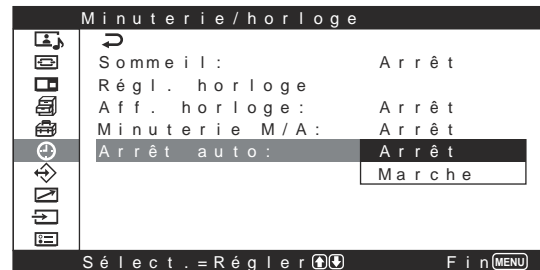 Minuterie/horloge
Sommeil: Arrêt
Régl. horloge
Aff. horloge: Arrêt
Minuterie M/A: Arrêt
Arrêt auto: Arrêt
Marche
Sélect.=Régler Fin MENU